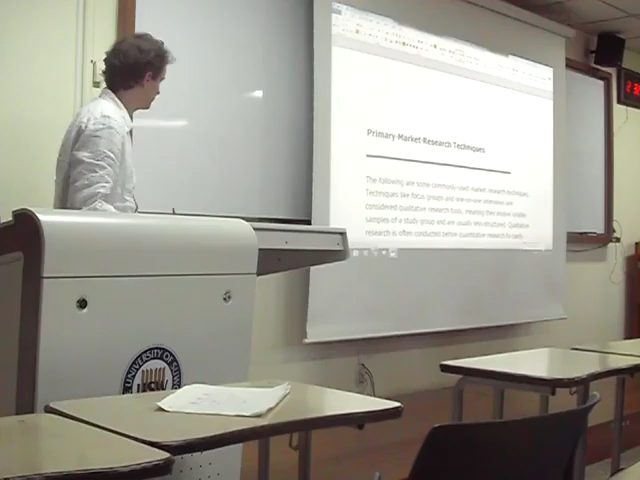 Primary-Market-Research Techniques
The following are some commonly-used market research techniques.
Techniques like focus groups and one-on-one interviews are
considered qualitative research tools, meaning they involve smaller
samples of a study group and are usually less-structured. Qualitative
research is often conducted before quantitative research to
UNIVERSITY OF